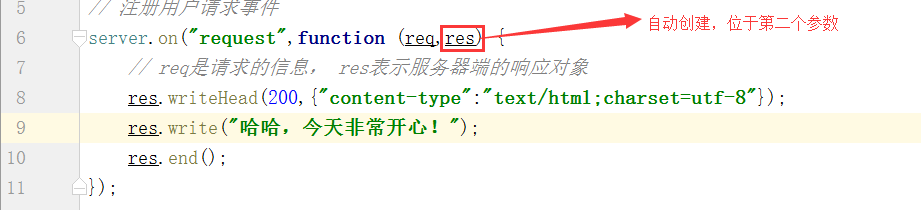 5 // 注册用户请求事件
6 server.on("request",function (req,res) { 自动创建，位于第二个参数
7 // req是请求的信息， res表示服务器端的响应对象
8 res.writeHead(200,{"content-type":"text/html;charset=utf-8"});
9 res.write("哈哈，今天非常开心！");
10 res.end();
11 });